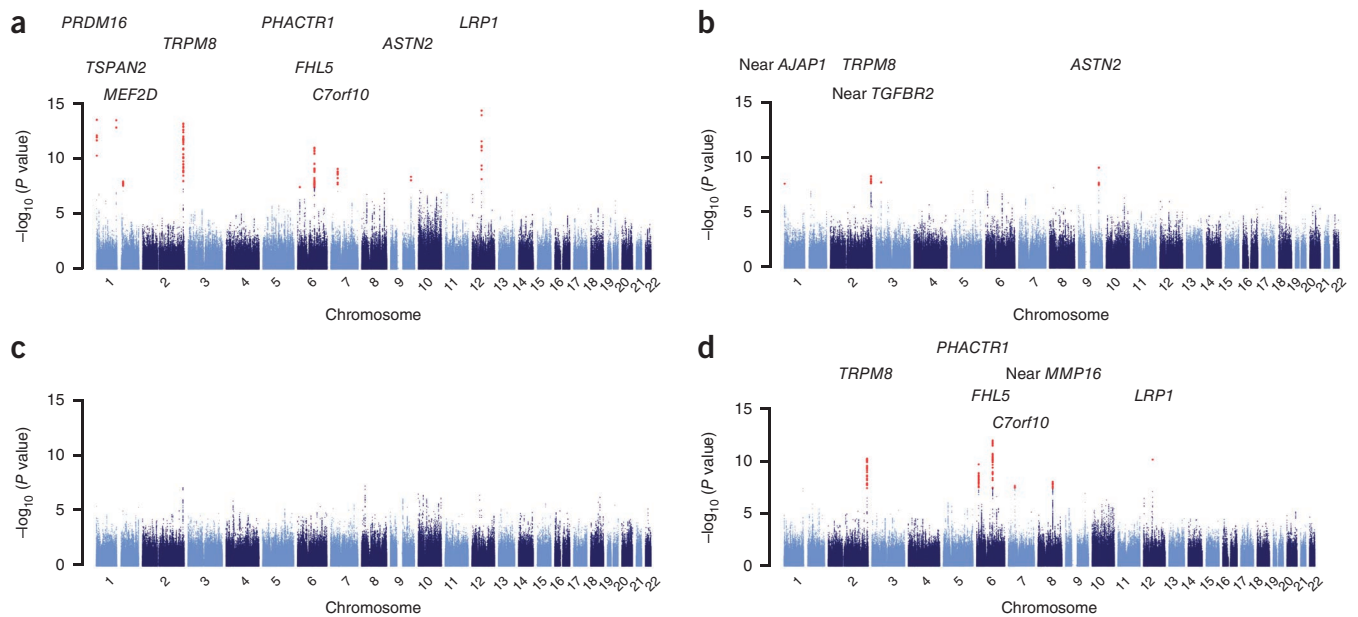 a
PRDM16 PHACTR1 LRP1
TRPM8 ASTN2
TSPAN2 FHL5
MEF2D C7orf10
15
10
5
0
–log10 (P value)
1 2 3 4 5 6 7 8 9 10 11 12 13 14 15 16 17 18 19 20 21 22
Chromosome
b
Near AJAP1 TRPM8 ASTN2
Near TGFBR2
15
10
5
0
–log10 (P value)
1 2 3 4 5 6 7 8 9 10 11 12 13 14 15 16 17 18 19 20 21 22
Chromosome
c
15
10
5
0
–log10 (P value)
1 2 3 4 5 6 7 8 9 10 11 12 13 14 15 16 17 18 19 20 21 22
Chromosome
d
PHACTR1
TRPM8 Near MMP16
FHL5 LRP1
C7orf10
15
10
5
0
–log10 (P value)
1 2 3 4 5 6 7 8 9 10 11 12 13 14 15 16 17 18 19 20 21 22
Chromosome